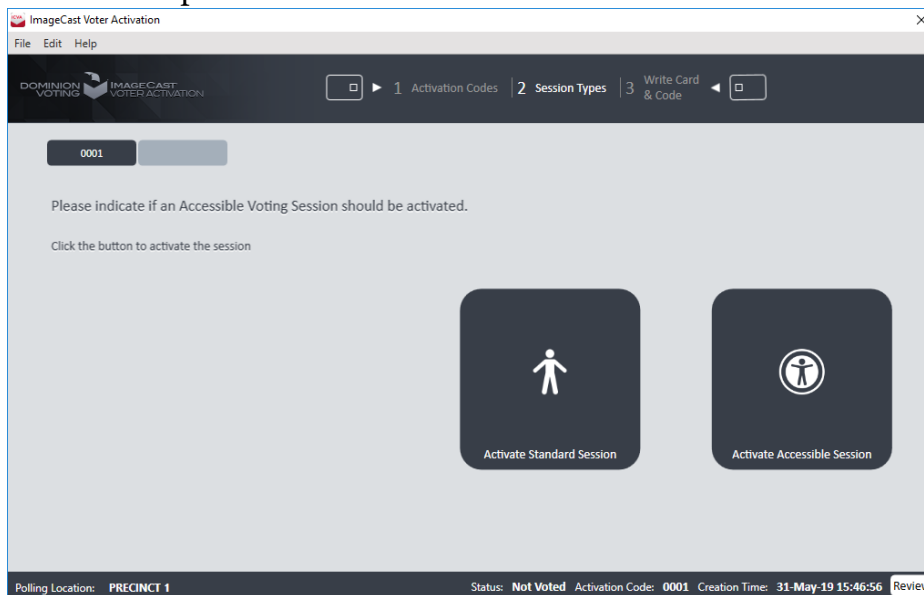 ImageCast Voter Activation
File Edit Help
DOMINION VOTING IMAGECAST VOTER ACTIVATION
1 Activation Codes 2 Session Types 3 Write Card & Code
0001
Please indicate if an Accessible Voting Session should be activated.
Click the button to activate the session
Activate Standard Session Activate Accessible Session
Polling Location: PRECINCT 1 Status: Not Voted Activation Code: 0001 Creation Time: 31-May-19 15:46:56 Review